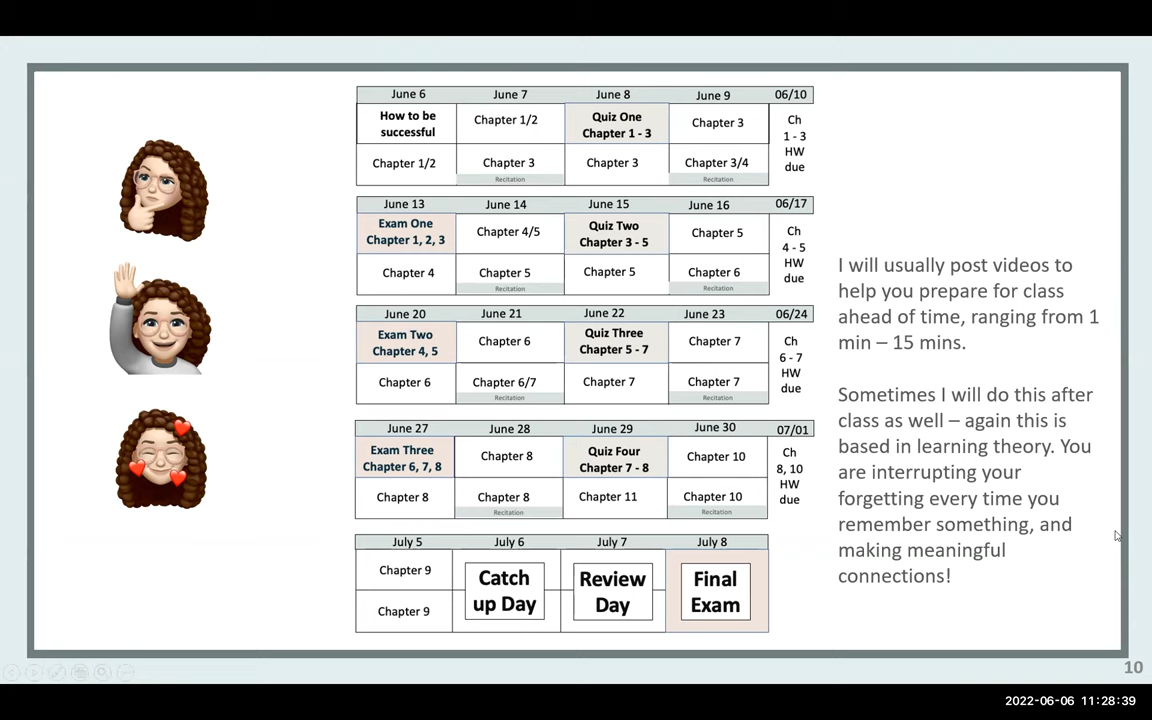 June 6 June 7 June 8 June 9 06/10
How to be Chapter 1/2 Quiz One Chapter 3 Ch
successful Chapter 1 - 3 1 - 3
Chapter 1/2 Chapter 3 Chapter 3 Chapter 3/4 HW
Recitation Recitation due
June 13 June 14 June 15 June 16 06/17
Exam One Chapter 4/5 Quiz Two Chapter 5 Ch
Chapter 1, 2, 3 Chapter 3 - 5 4 - 5
Chapter 4 Chapter 5 Chapter 5 Chapter 6 HW
Recitation Recitation due
June 20 June 21 June 22 June 23 06/24
Exam Two Chapter 6 Quiz Three Chapter 7 Ch
Chapter 4, 5 Chapter 5 - 7 6 - 7
Chapter 6 Chapter 6/7 Chapter 7 Chapter 7 HW
Recitation Recitation due
June 27 June 28 June 29 June 30 07/01
Exam Three Chapter 8 Quiz Four Chapter 10 Ch
Chapter 6, 7, 8 Chapter 7 - 8 8, 10
Chapter 8 Chapter 8 Chapter 11 Chapter 10 HW
Recitation Recitation due
July 5 July 6 July 7 July 8
Chapter 9 Catch Review Final
Chapter 9 up Day Day Exam
I will usually post videos to
help you prepare for class
ahead of time, ranging from 1
min – 15 mins.
Sometimes I will do this after
class as well – again this is
based in learning theory. You
are interrupting your
forgetting every time you
remember something, and
making meaningful
connections!
10
2022-06-06 11:28:39